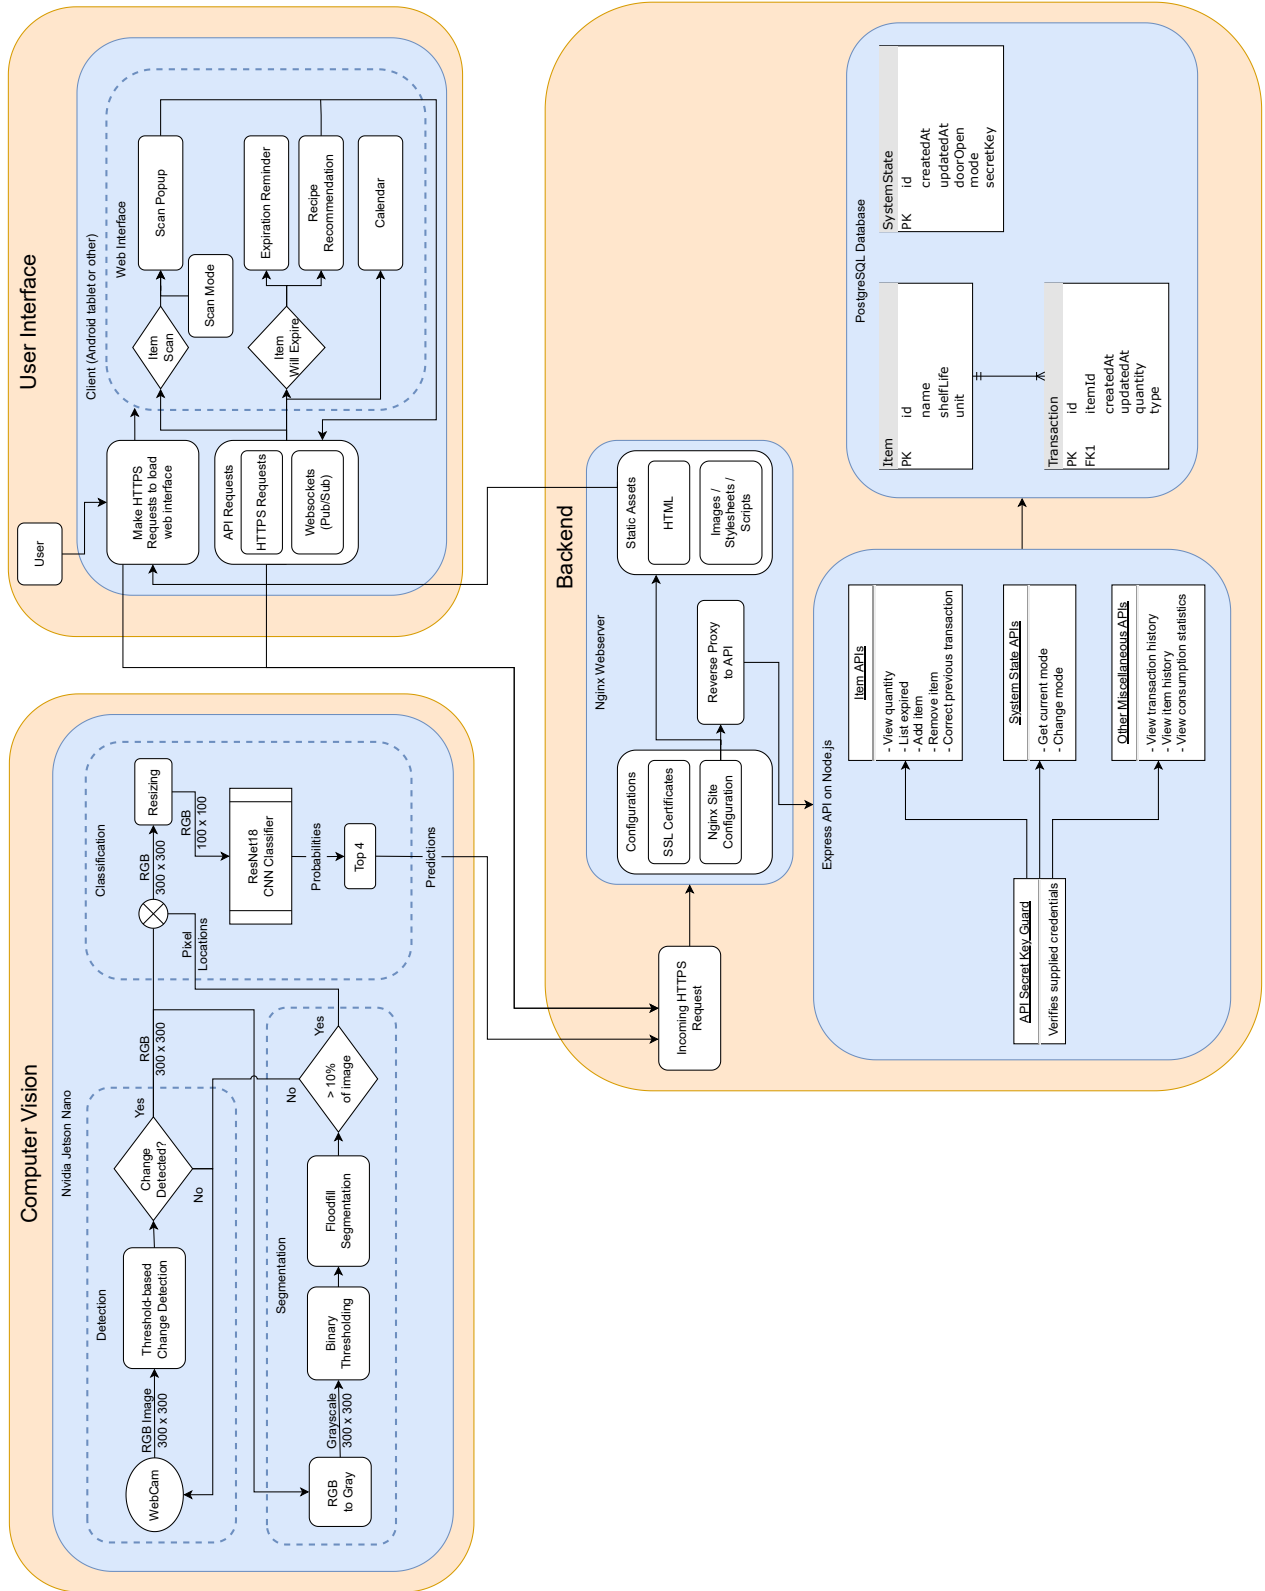 Computer Vision
Nvidia Jetson Nano
Detection
WebCam
RGB Image
300 x 300
Threshold-based
Change Detection
Change
Detected?
Yes
No
RGB
300 x 300
Segmentation
RGB
to Gray
Grayscale
300 x 300
Binary
Thresholding
Floodfill
Segmentation
> 10%
of image
Yes
No
Classification
Pixel
Locations
RGB
300 x 300
Resizing
RGB
100 x 100
ResNet18
CNN Classifier
Probabilities
Top 4
Predictions
User Interface
User
Client (Android tablet or other)
Make HTTPS
Requests to load
web interface
API Requests
HTTPS Requests
Websockets
(Pub/Sub)
Web Interface
Item
Scan
Scan Mode
Scan Popup
Item
Will Expire
Expiration Reminder
Recipe
Recommendation
Calendar
Backend
Incoming HTTPS
Request
Nginx Webserver
Configurations
SSL Certificates
Nginx Site
Configuration
Reverse Proxy
to API
Static Assets
HTML
Images /
Stylesheets /
Scripts
Express API on Node.js
API Secret Key Guard
Verifies supplied credentials
Item APIs
- View quantity
- List expired
- Add item
- Remove item
- Correct previous transaction
System State APIs
- Get current mode
- Change mode
Other Miscellaneous APIs
- View transaction history
- View item history
- View consumption statistics
PostgreSQL Database
Item
PK id
name
shelfLife
unit
Transaction
PK id
FK1 itemId
createdAt
updatedAt
quantity
type
SystemState
PK id
createdAt
updatedAt
doorOpen
mode
secretKey